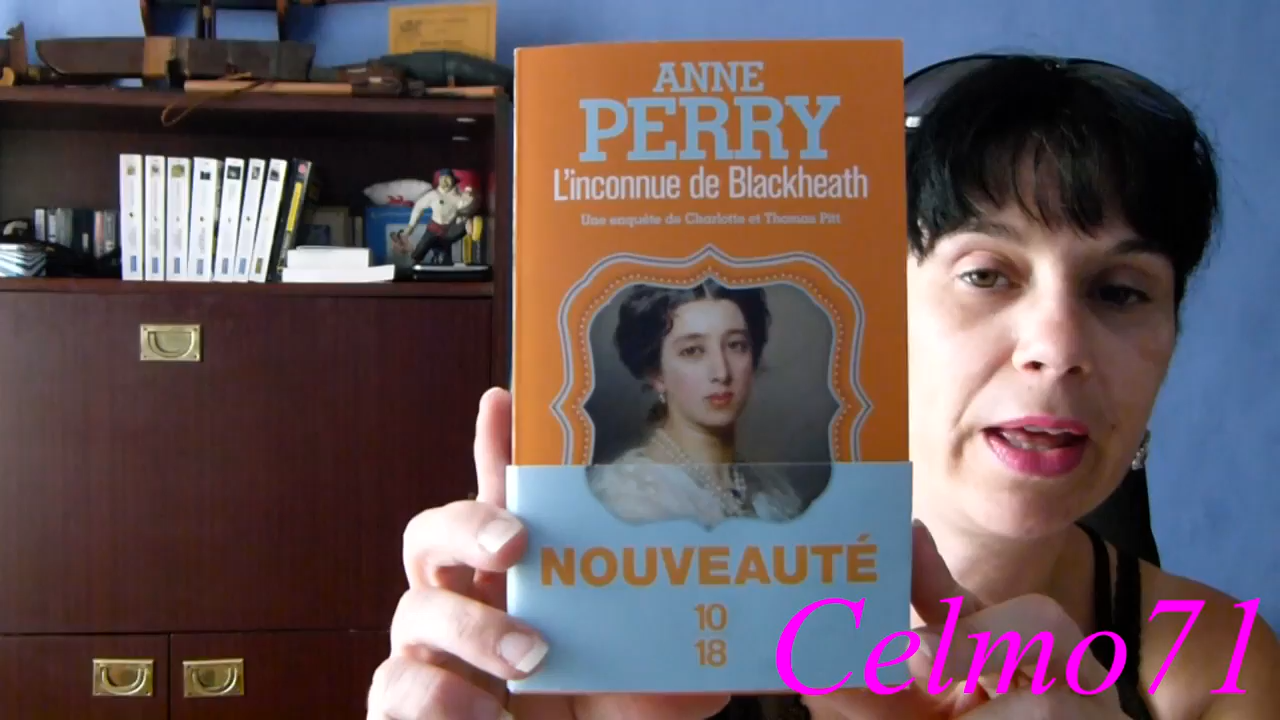 ANNE
PERRY
L'inconnue de Blackheath
Une enquête de Charlotte et Thomas Pitt
NOUVEAUTÉ
10
18
Celmo71